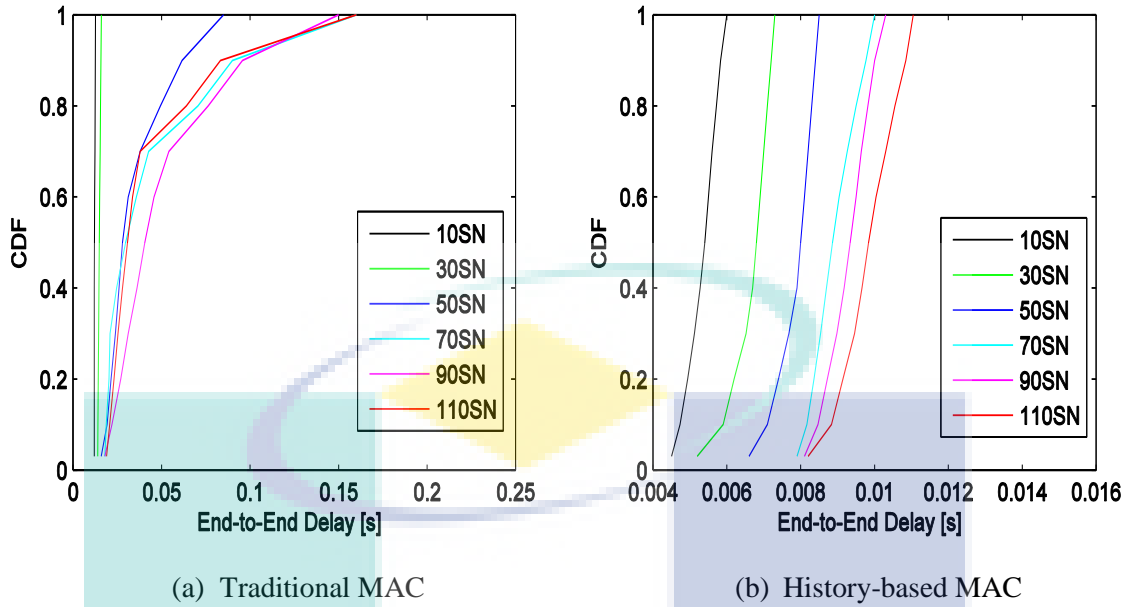 1
0.8
0.6
0.4
0.2
0
CDF
0
0.05
0.1
0.15
0.2
0.25
End-to-End Delay [s]
10SN
30SN
50SN
70SN
90SN
110SN
(a) Traditional MAC
1
0.8
0.6
0.4
0.2
0
CDF
0.004
0.006
0.008
0.01
0.012
0.014
0.016
End-to-End Delay [s]
10SN
30SN
50SN
70SN
90SN
110SN
(b) History-based MAC